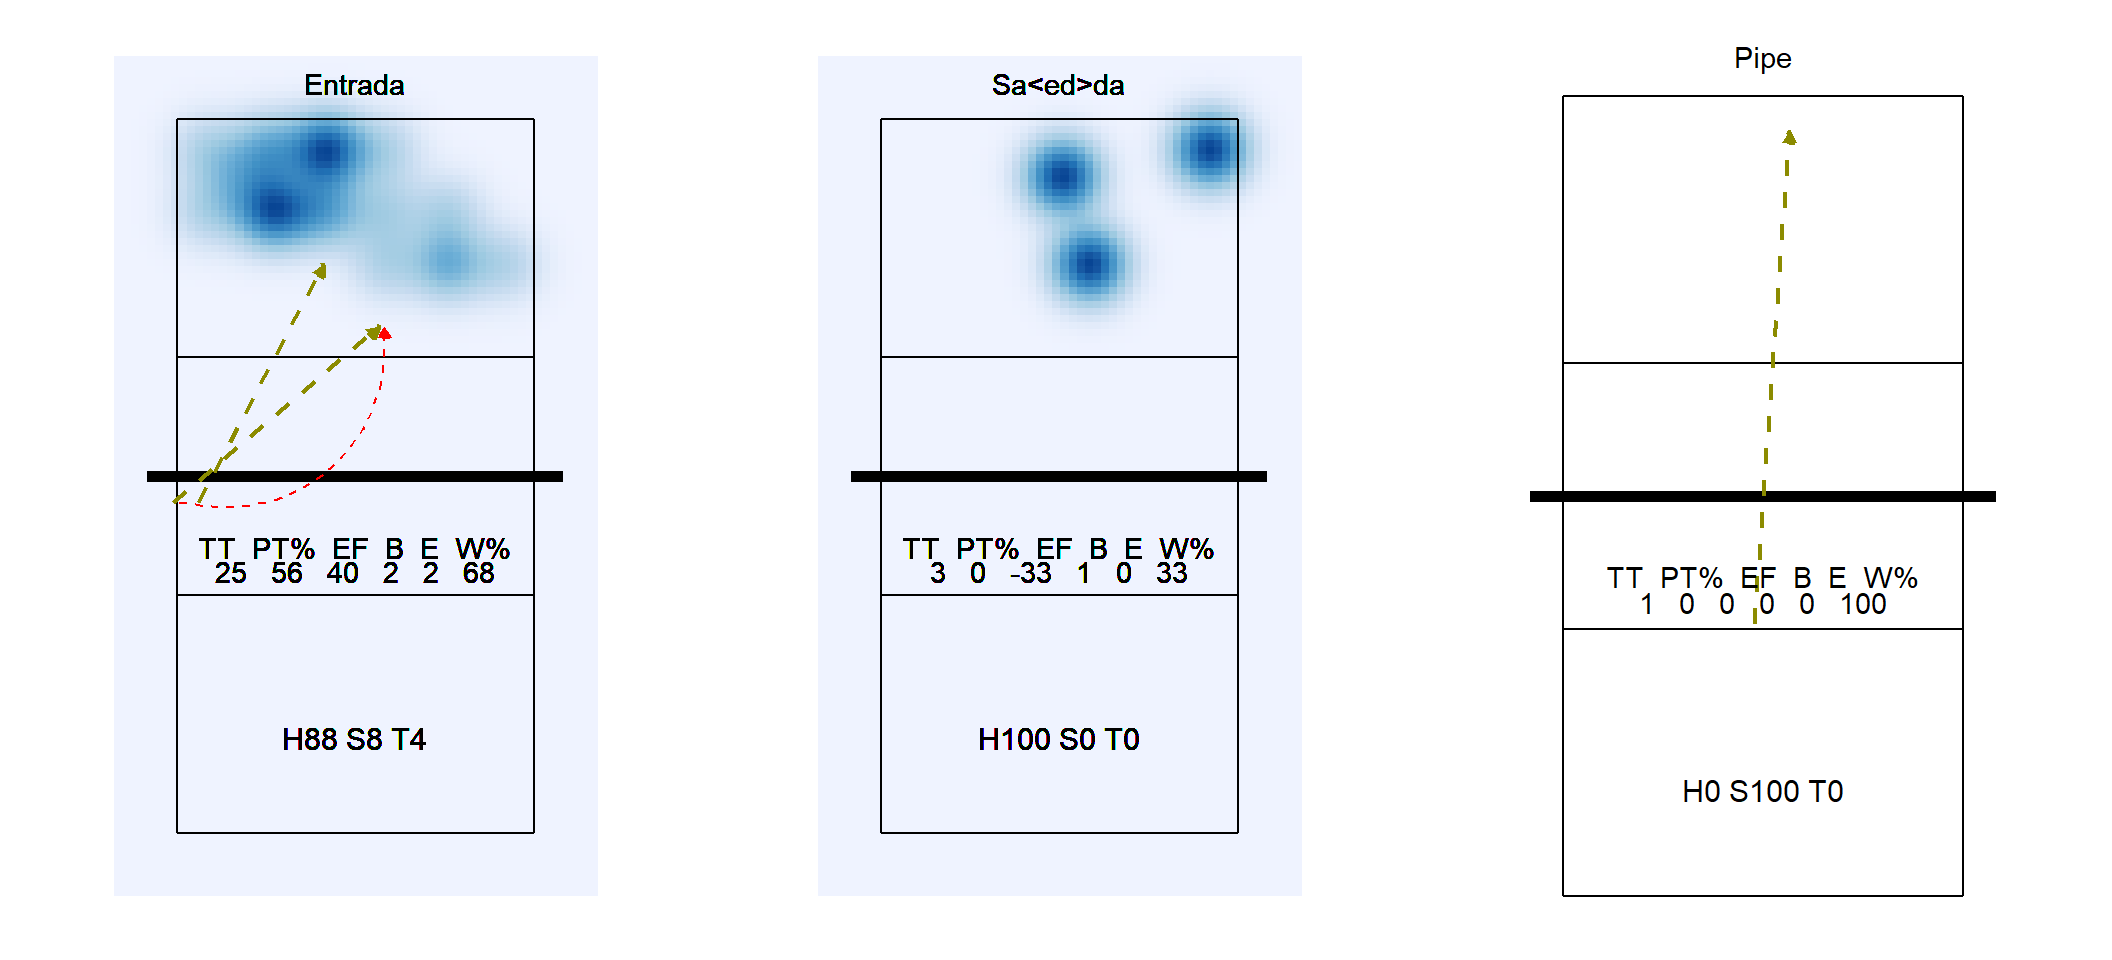 Entrada
TT PT% EF B E W%
25 56 40 2 2 68
H88 S8 T4
Sa<ed>da
TT PT% EF B E W%
3 0 -33 1 0 33
H100 S0 T0
Pipe
TT PT% EF B E W%
1 0 0 0 0 100
H0 S100 T0